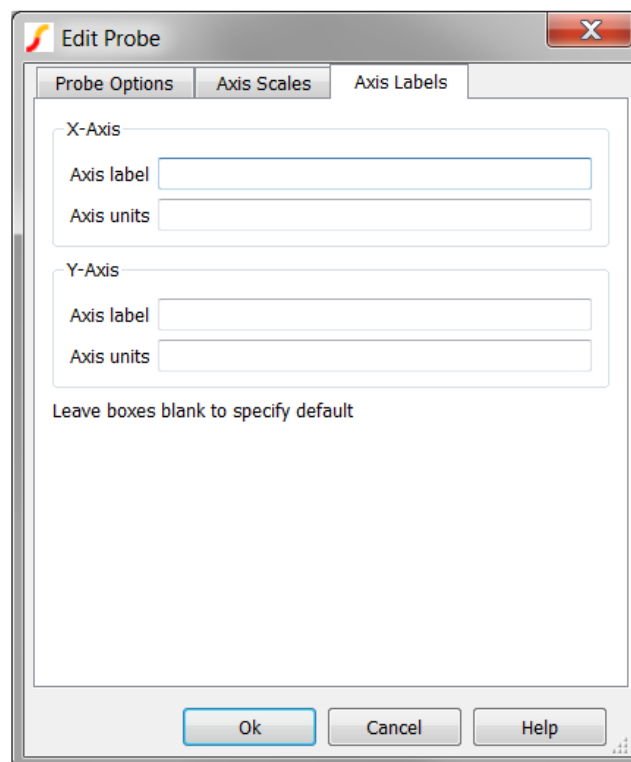 Edit Probe
X
Probe Options Axis Scales Axis Labels
X-Axis
Axis label
Axis units
Y-Axis
Axis label
Axis units
Leave boxes blank to specify default
Ok Cancel Help